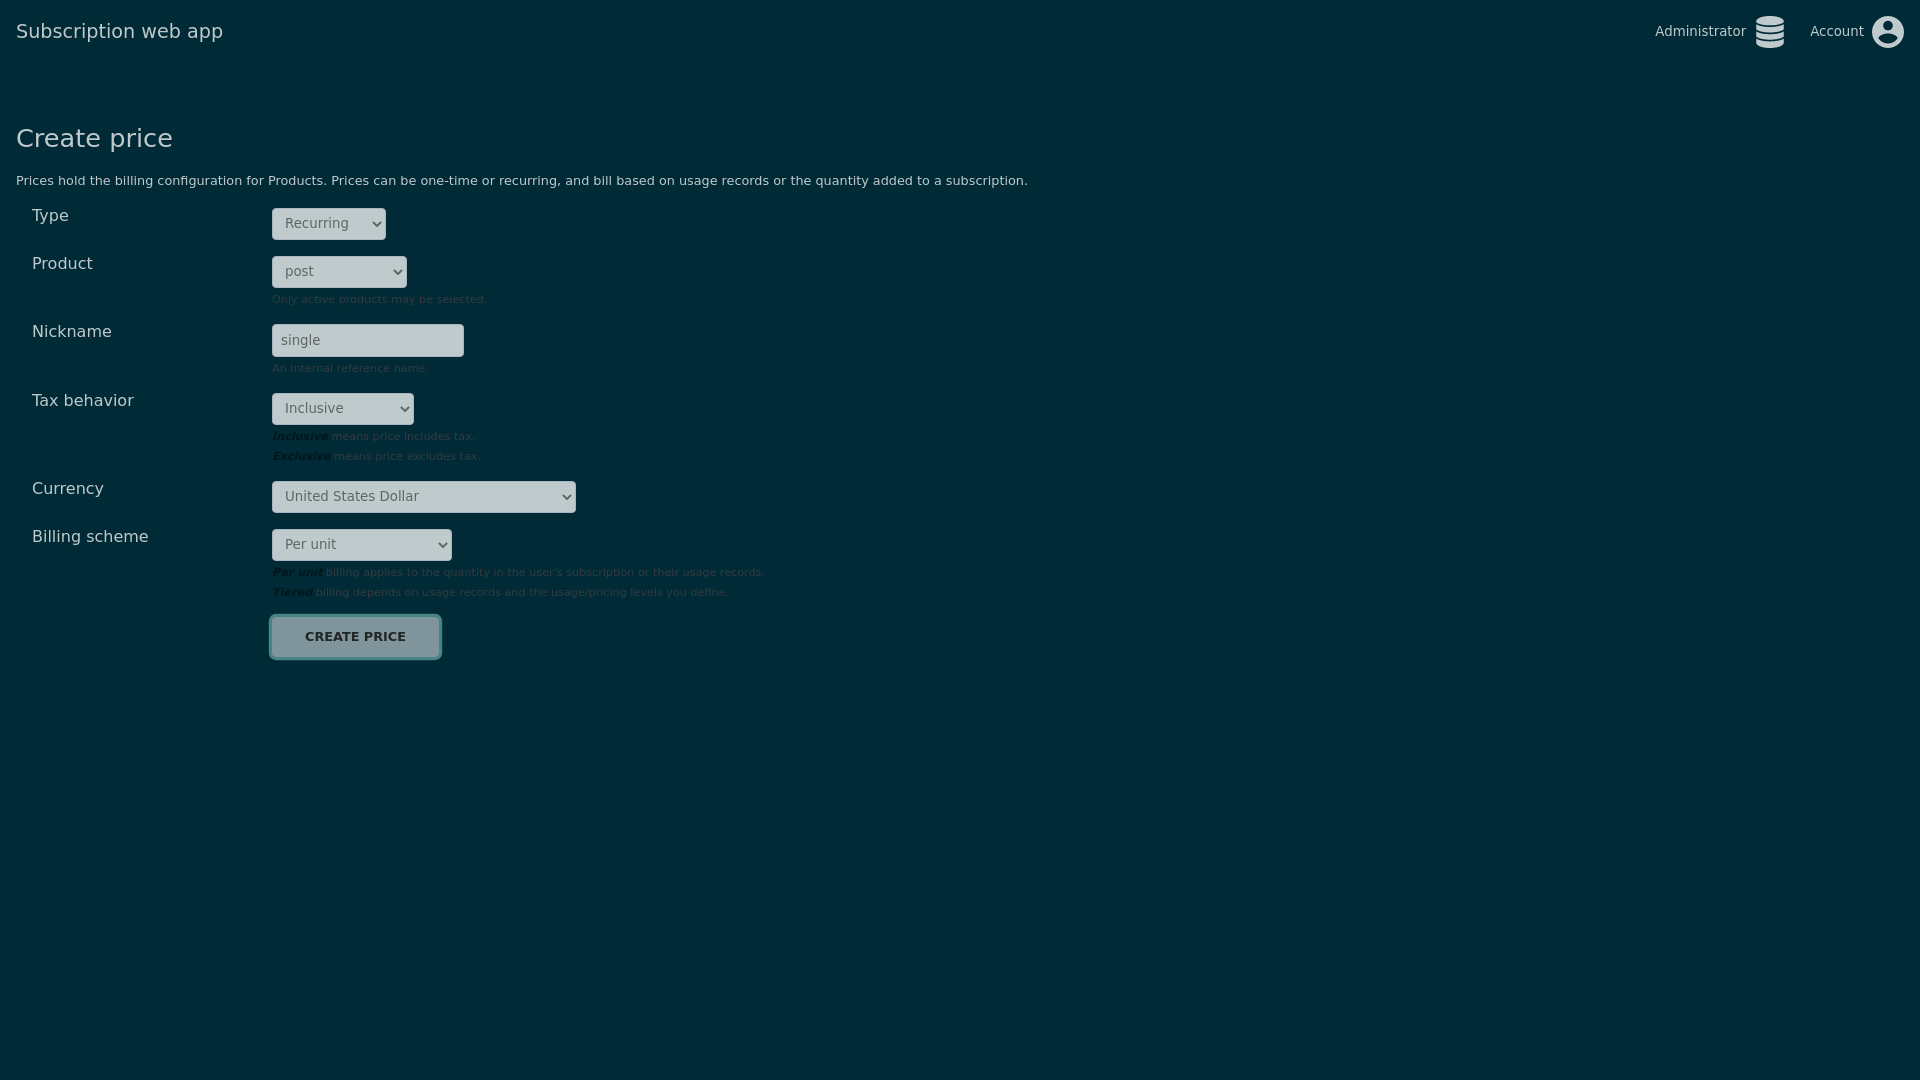 Subscription web app
Administrator
Account
Create price
Prices hold the billing configuration for Products. Prices can be one-time or recurring, and bill based on usage records or the quantity added to a subscription.
Type
Recurring
Product
post
Only active products may be selected.
Nickname
single
An internal reference name.
Tax behavior
Inclusive
Inclusive means price includes tax.
Exclusive means price excludes tax.
Currency
United States Dollar
Billing scheme
Per unit
Per unit billing applies to the quantity in the user's subscription or their usage records.
Tiered billing depends on usage records and the usage/pricing levels you define.
CREATE PRICE